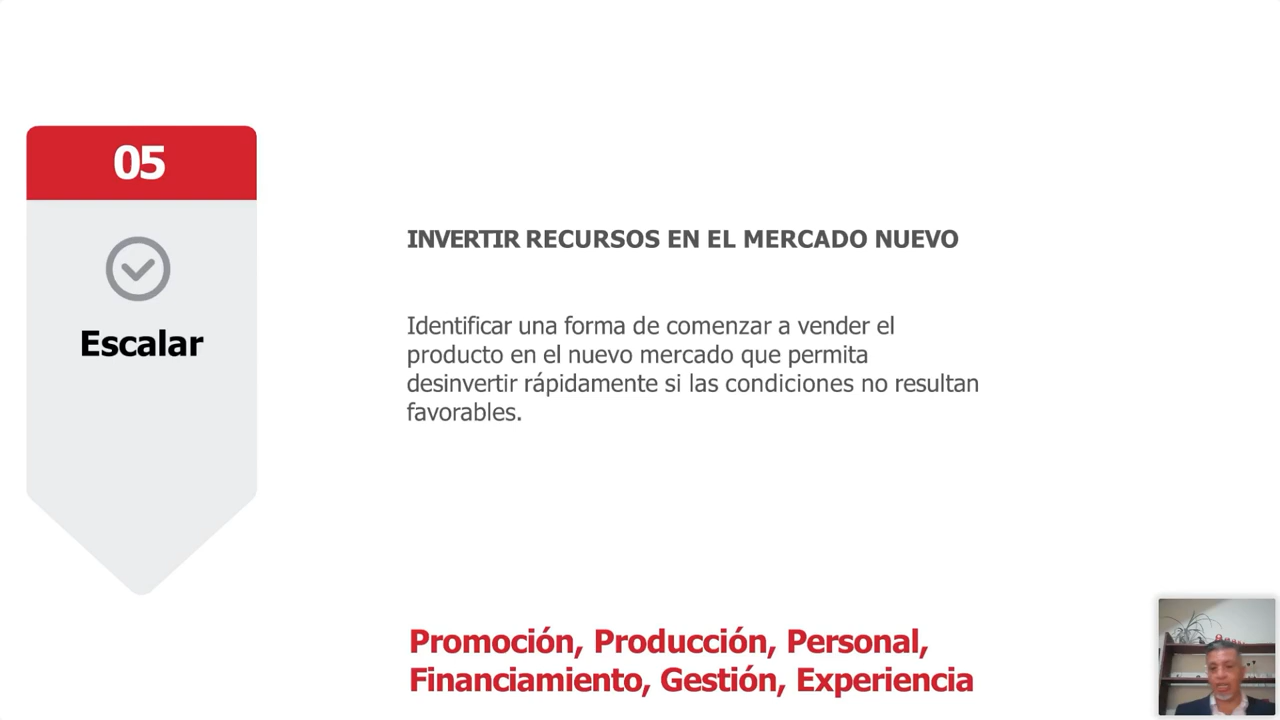 05
Escalar
INVERTIR RECURSOS EN EL MERCADO NUEVO
Identificar una forma de comenzar a vender el
producto en el nuevo mercado que permita
desinvertir rápidamente si las condiciones no resultan
favorables.
Promoción, Producción, Personal,
Financiamiento, Gestión, Experiencia